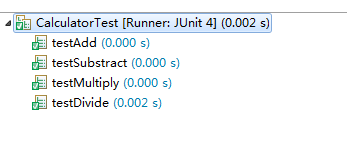 CalculatorTest [Runner: JUnit 4] (0.002 s)
testAdd (0.000 s)
testSubstract (0.000 s)
testMultiply (0.000 s)
testDivide (0.002 s)